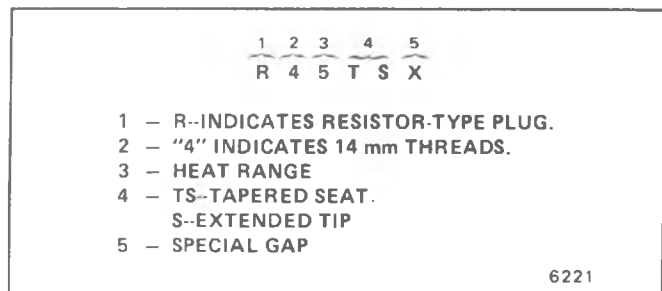 1 2 3 4 5
R 4 5 T S X
1 – R--INDICATES RESISTOR-TYPE PLUG.
2 – "4" INDICATES 14 mm THREADS.
3 – HEAT RANGE
4 – TS--TAPERED SEAT.
S--EXTENDED TIP
5 – SPECIAL GAP
6221